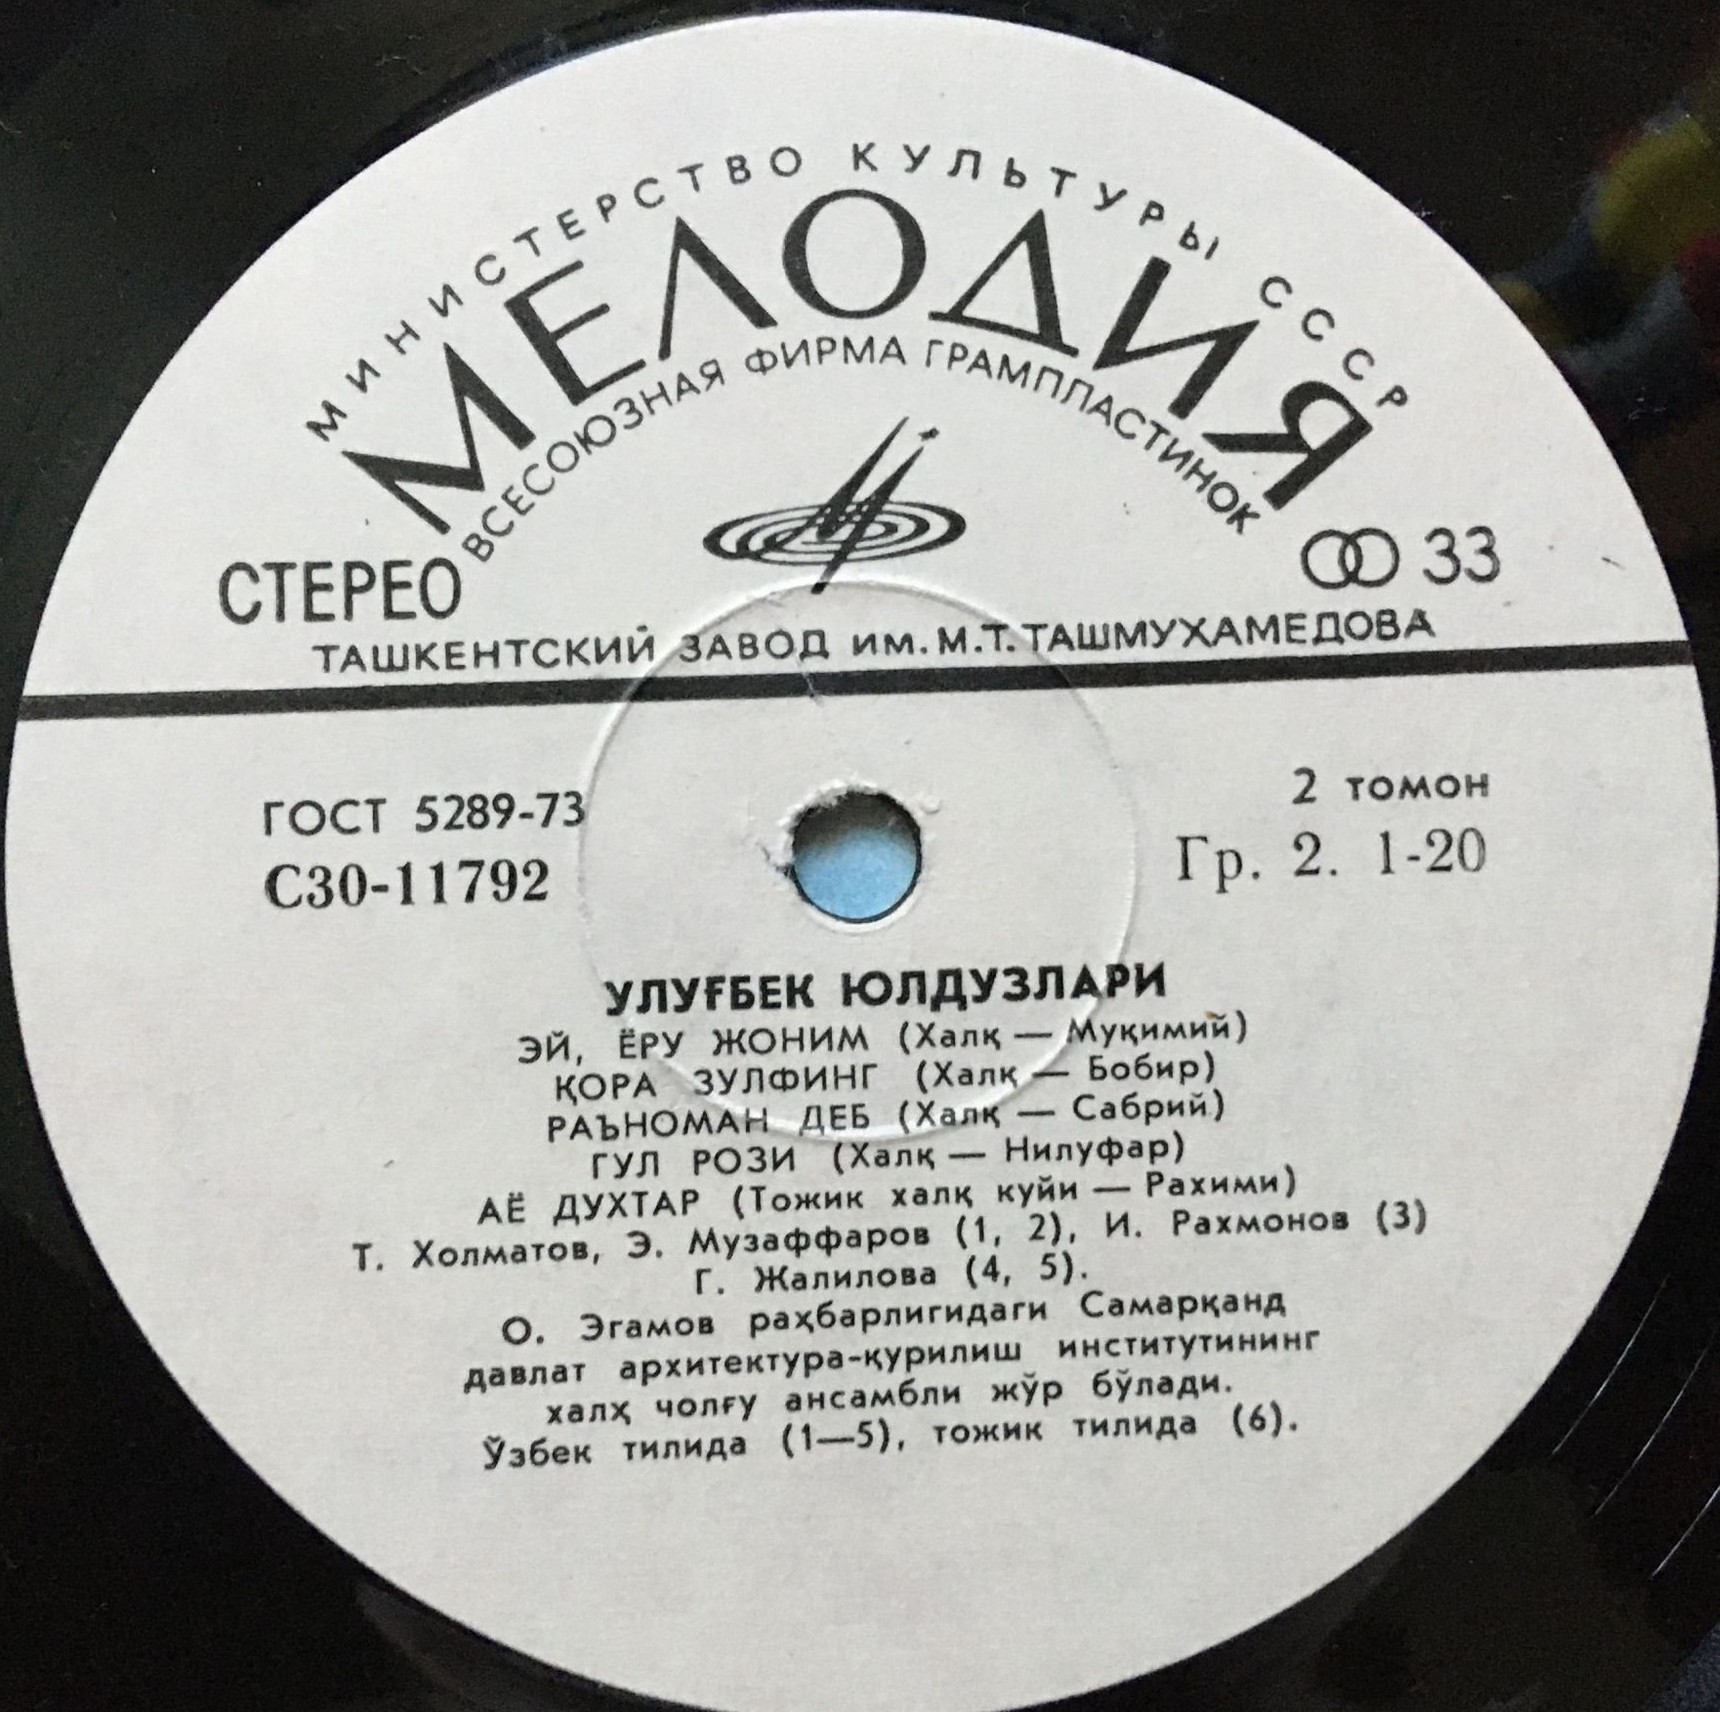 МИНИСТЕРСТВО КУЛЬТУРЫ СССР
МЕЛОДИЯ
ВСЕСОЮЗНАЯ ФИРМА ГРАМПЛАСТИНОК
СТЕРЕО
33
ТАШКЕНТСКИЙ ЗАВОД им. М.Т. ТАШМУХАМЕДОВА
ГОСТ 5289-73
2 томон
С30-11792
Гр. 2. 1-20
УЛУҒБЕК ЮЛДУЗЛАРИ
ЭЙ, ЁРУ ЖОНИМ (Халқ — Муқимий)
ҚОРА ЗУЛФИНГ (Халқ — Бобир)
РАЪНОМАН ДЕБ (Халқ — Сабрий)
ГУЛ РОЗИ (Халқ — Нилуфар)
АЁ ДУХТАР (Тожик халқ куйи — Рахими)
Т. Холматов, Э. Музаффаров (1, 2), И. Рахмонов (3)
Г. Жалилова (4, 5).
О. Эгамов раҳбарлигидаги Самарқанд
давлат архитектура-қурилиш институтининг
халҳ чолғу ансамбли жўр бўлади.
Ўзбек тилида (1—5), тожик тилида (6).